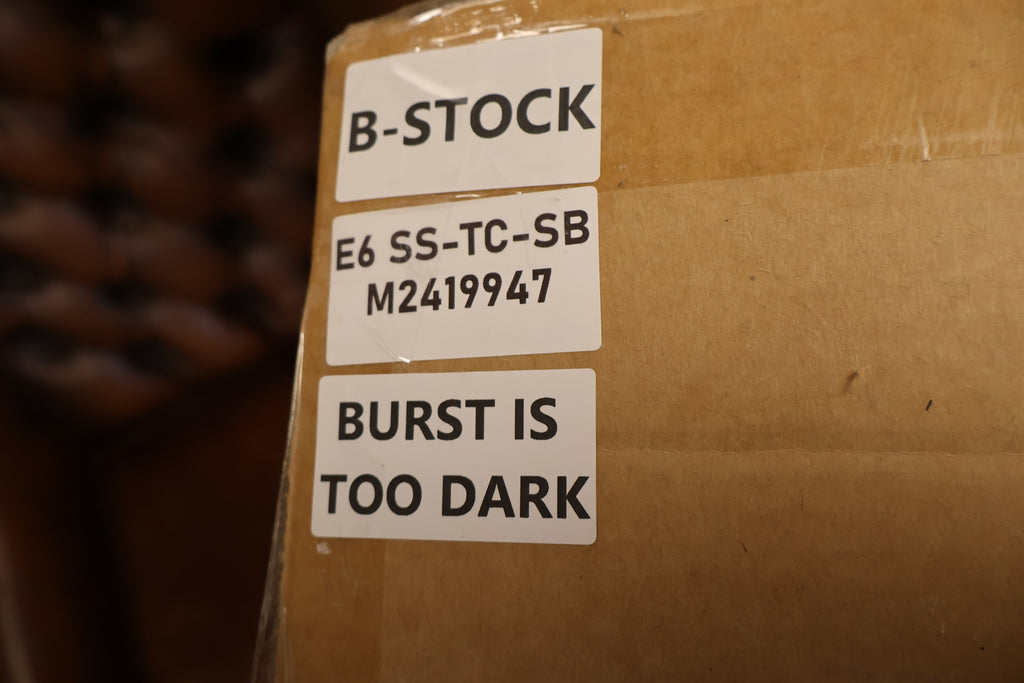 B-STOCK
E6 SS-TC-SB
M2419947
BURST IS
TOO DARK